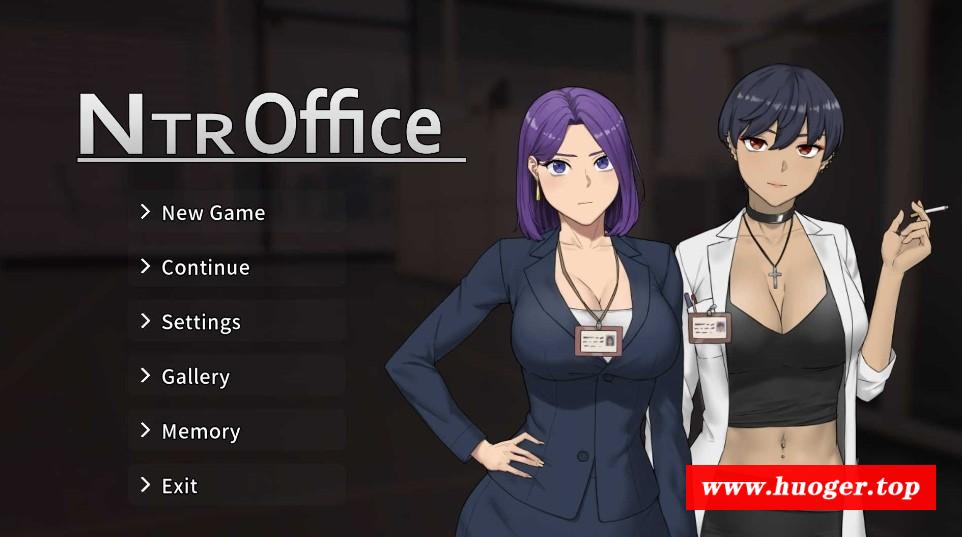 NTR Office
New Game
Continue
Settings
Gallery
Memory
Exit
www.huoger.top